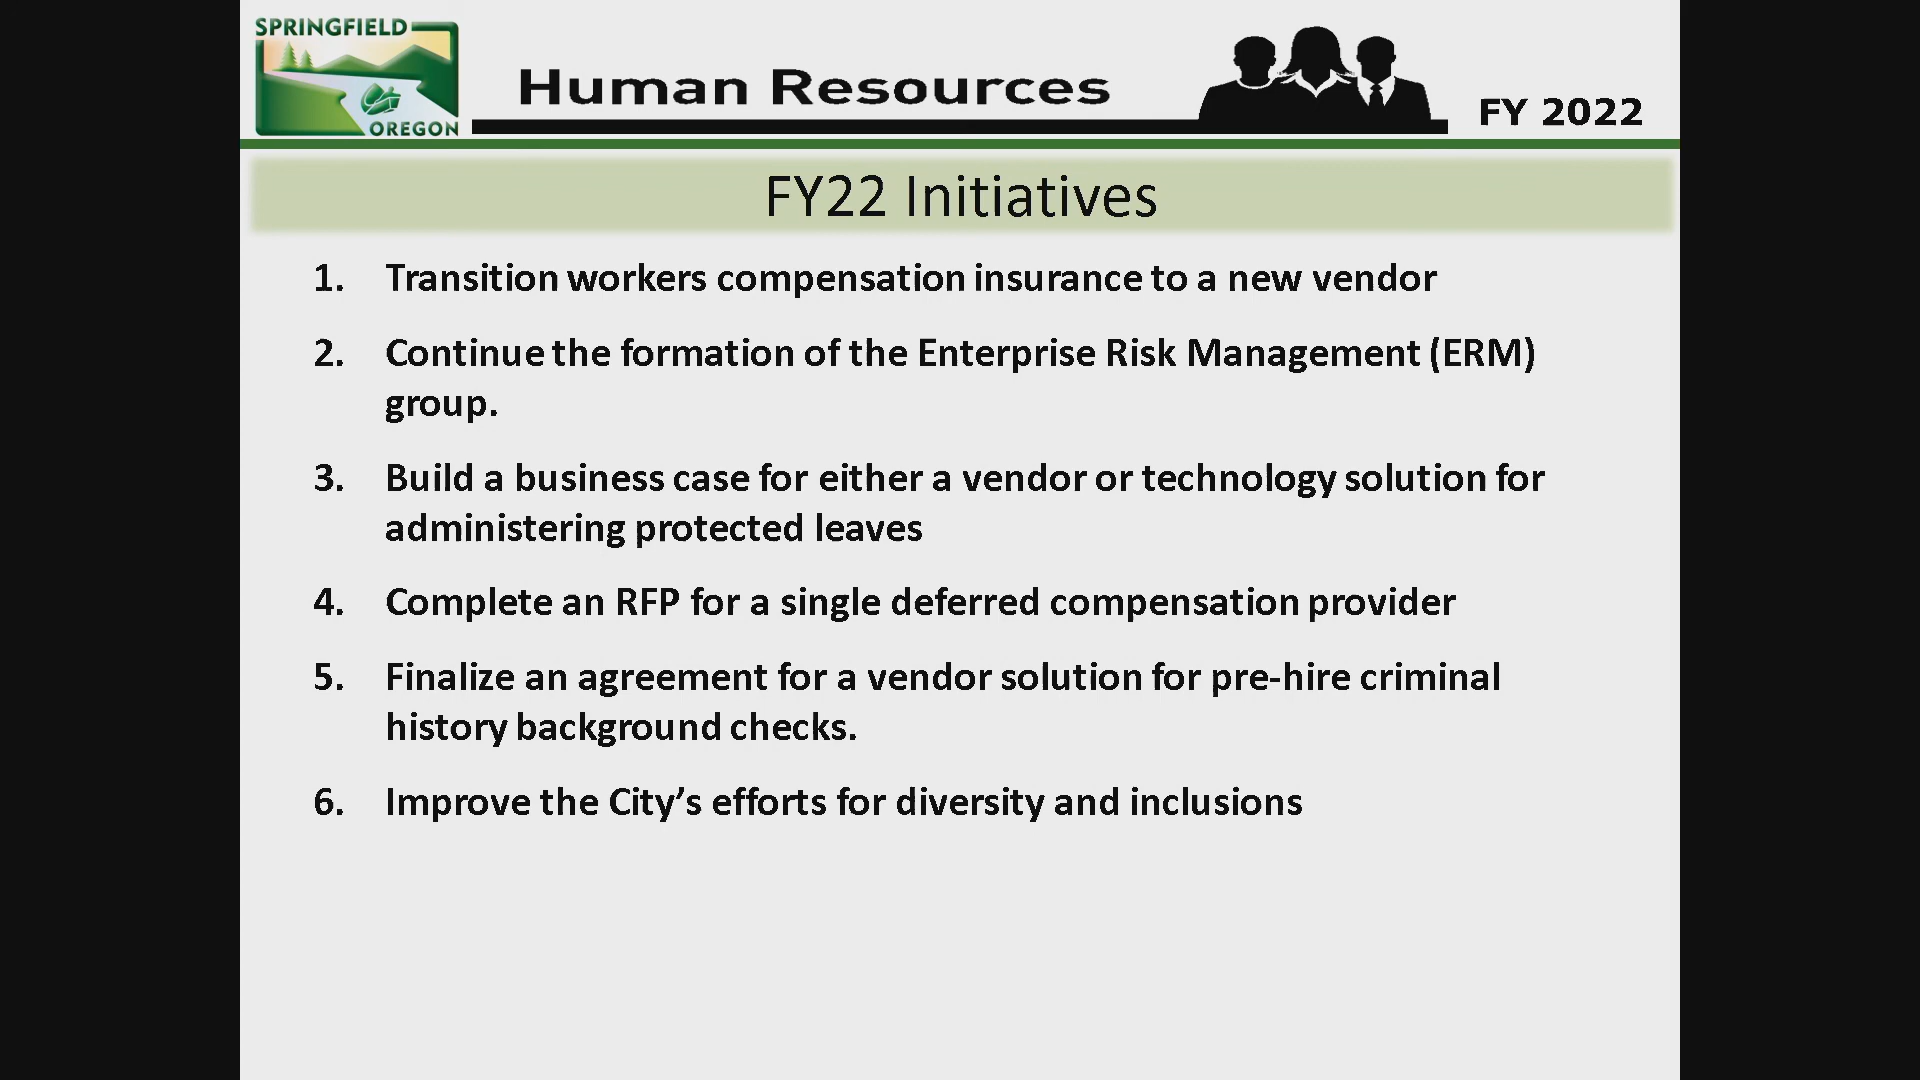 SPRINGFIELD
OREGON
Human Resources
FY 2022
FY22 Initiatives
1. Transition workers compensation insurance to a new vendor
2. Continue the formation of the Enterprise Risk Management (ERM)
group.
3. Build a business case for either a vendor or technology solution for
administering protected leaves
4. Complete an RFP for a single deferred compensation provider
5. Finalize an agreement for a vendor solution for pre-hire criminal
history background checks.
6. Improve the City’s efforts for diversity and inclusions